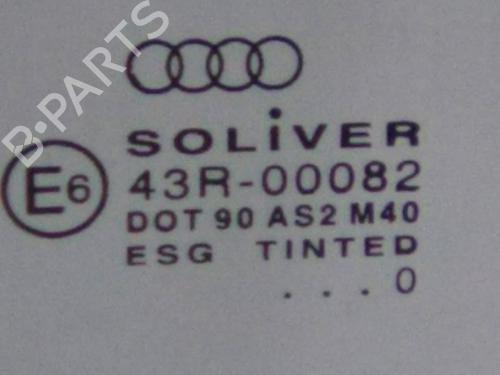 B-PARTS
SOLiVER
E6 43R-00082
DOT 90 AS2 M40
ESG TINTED
. . . 0